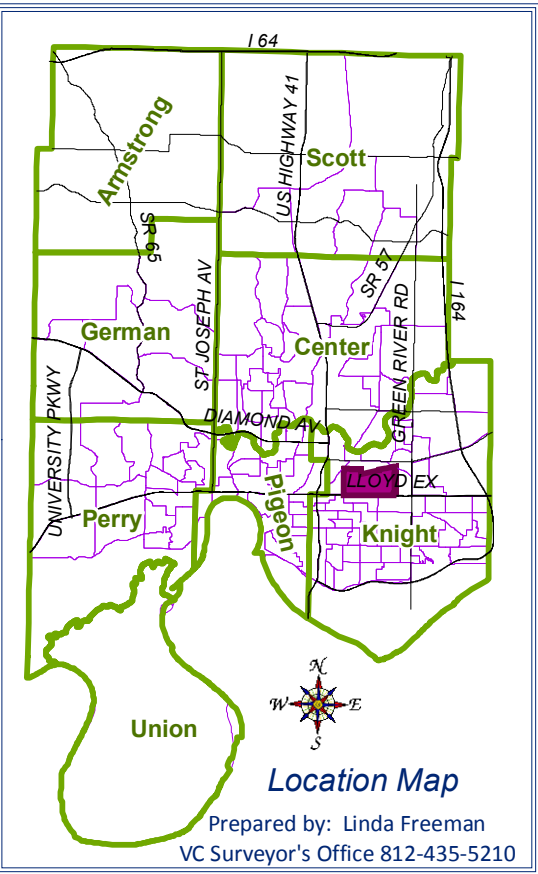 I 64
Armstrong
US HIGHWAY 41
Scott
SR 65
ST JOSEPH AV
SR 57
I 164
German
Center
GREEN RIVER RD
UNIVERSITY PKWY
DIAMOND AV
LLOYD EX
Perry
Pigeon
Knight
Union
N
W
E
S
Location Map
Prepared by: Linda Freeman
VC Surveyor's Office 812-435-5210